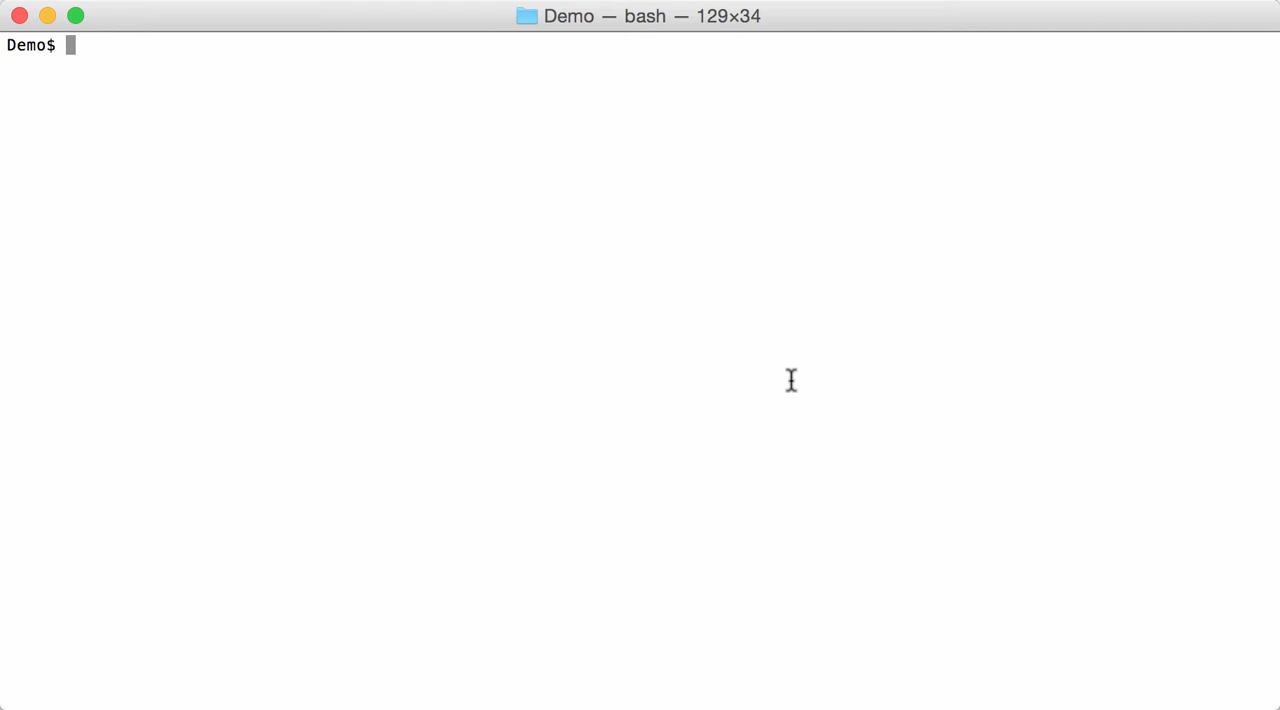 Demo — bash — 129×34
Demo$